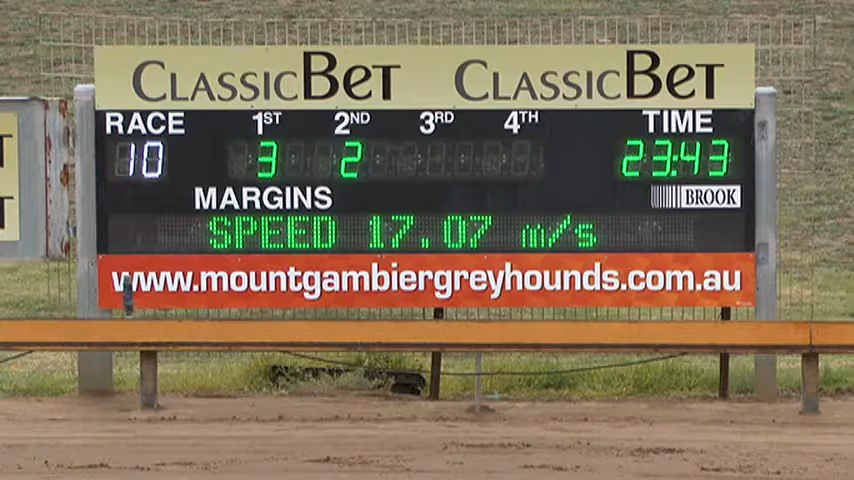 CLASSICBET CLASSICBET
RACE 1ST 2ND 3RD 4TH TIME
10 3 2 23:43
MARGINS BROOK
SPEED 17.07 m/s
www.mountgambiergreyhounds.com.au